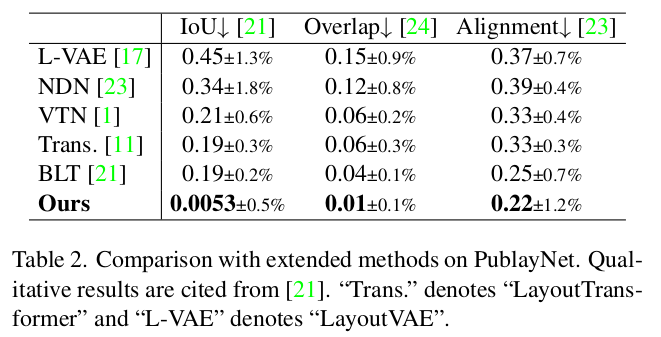 IoU↓ [21] Overlap↓ [24] Alignment↓ [23]
L-VAE [17] 0.45±1.3% 0.15±0.9% 0.37±0.7%
NDN [23] 0.34±1.8% 0.12±0.8% 0.39±0.4%
VTN [1] 0.21±0.6% 0.06±0.2% 0.33±0.4%
Trans. [11] 0.19±0.3% 0.06±0.3% 0.33±0.3%
BLT [21] 0.19±0.2% 0.04±0.1% 0.25±0.7%
Ours 0.0053±0.5% 0.01±0.1% 0.22±1.2%
Table 2. Comparison with extended methods on PublayNet. Qual-
itative results are cited from [21]. “Trans.” denotes “LayoutTrans-
former” and “L-VAE” denotes “LayoutVAE”.